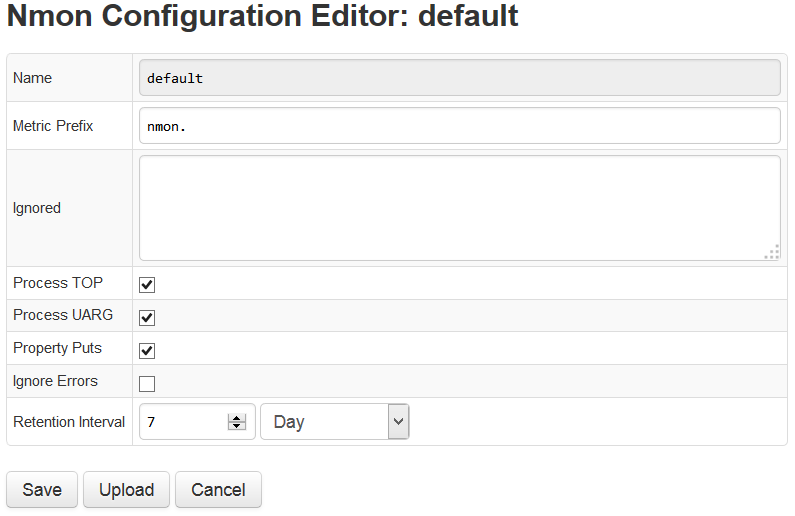 Nmon Configuration Editor: default
Name default
Metric Prefix nmon.
Ignored
Process TOP
Process UARG
Property Puts
Ignore Errors
Retention Interval 7 Day
Save Upload Cancel